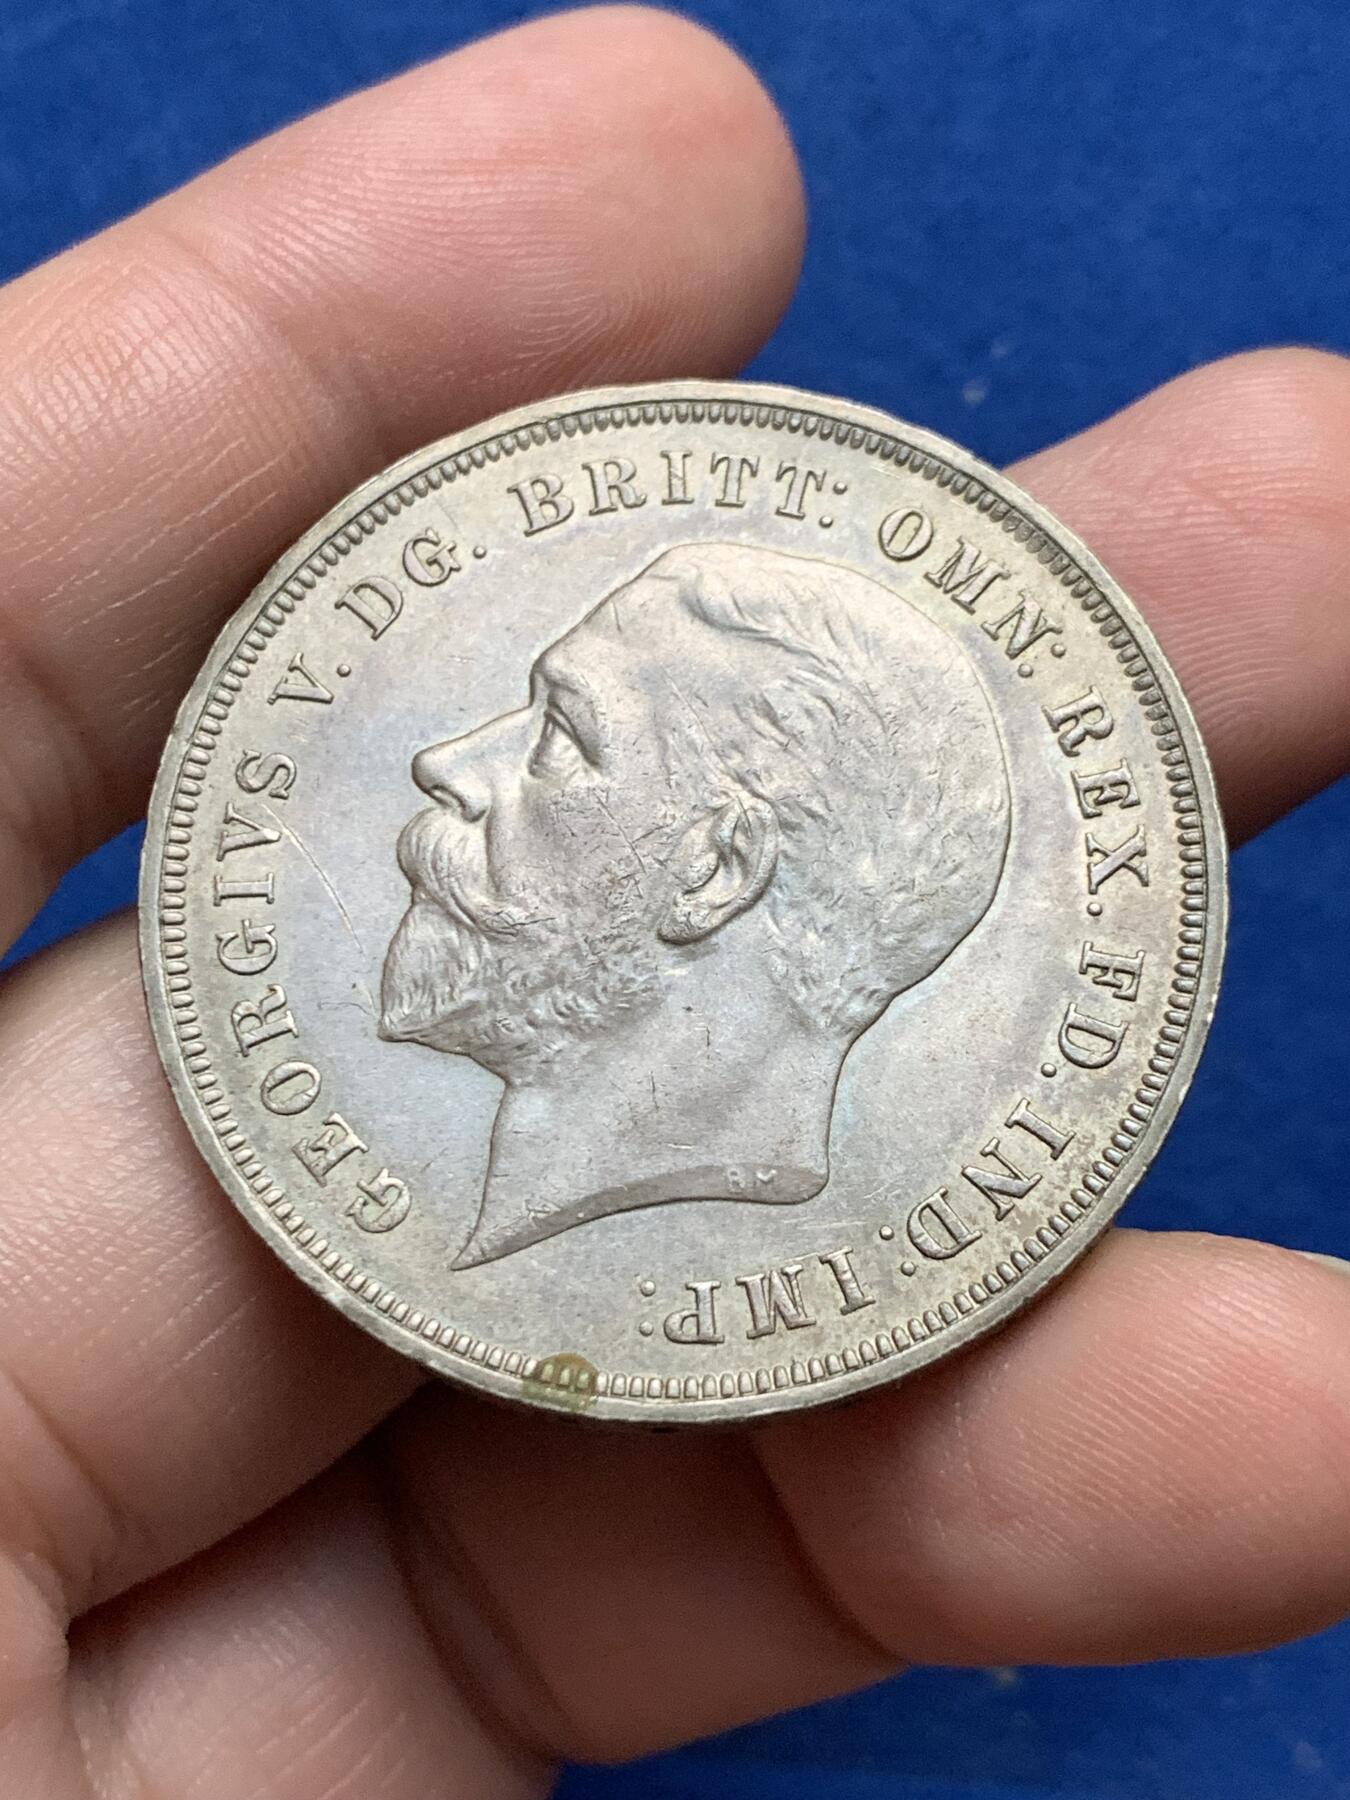 GEORGIVS V. DG. BRITT: OMN: REX. FD. IND: IMP:
BM